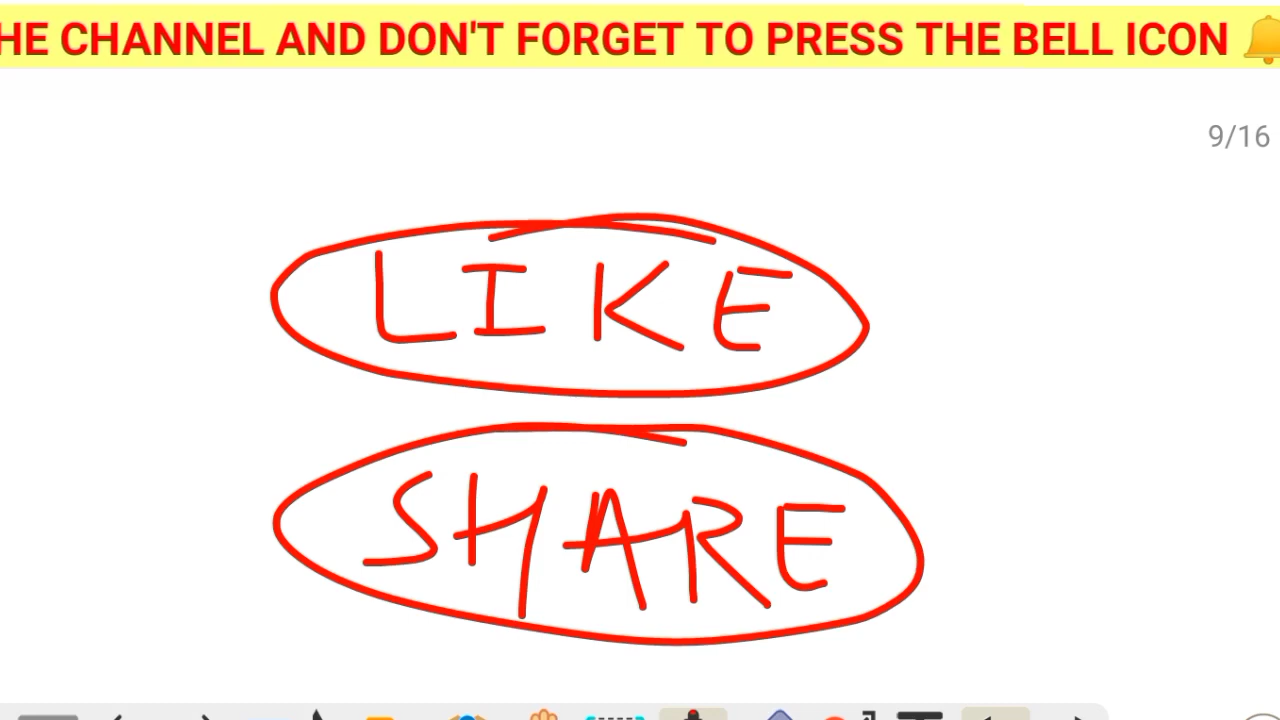 HE CHANNEL AND DON'T FORGET TO PRESS THE BELL ICON 🔔
9/16
LIKE
SHARE